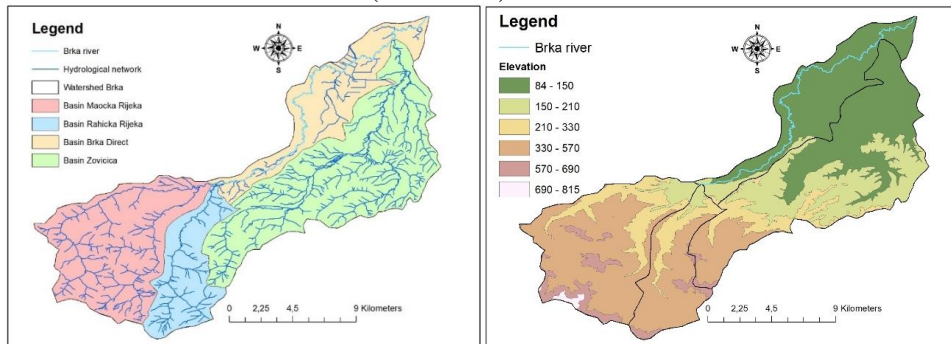 Legend
Brka river
Hydrological network
Watershed Brka
Basin Maocka Rijeka
Basin Rahicka Rijeka
Basin Brka Direct
Basin Zovicica
N
W E
S
0 2,25 4,5 9 Kilometers
Legend
Brka river
Elevation
84 - 150
150 - 210
210 - 330
330 - 570
570 - 690
690 - 815
N
W E
S
0 2,25 4,5 9 Kilometers